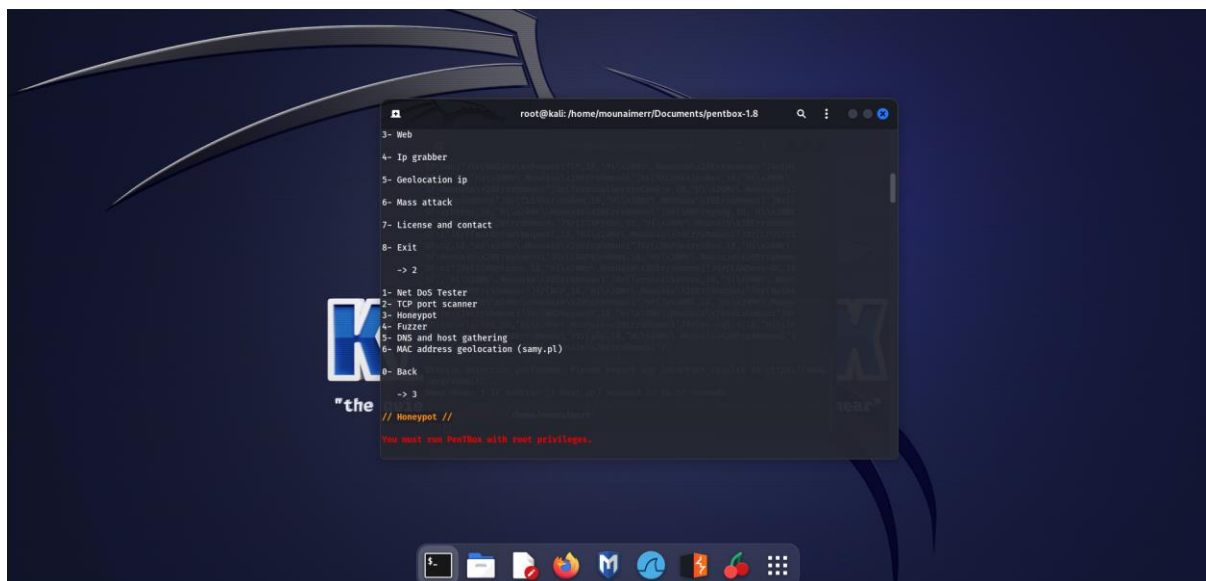 root@kali: /home/mounaimerr/Documents/pentbox-1.8
3- Web
4- Ip grabber
5- Geolocation ip
6- Mass attack
7- License and contact
8- Exit
-> 2
1- Net DoS Tester
2- TCP port scanner
3- Honeypot
4- Fuzzer
5- DNS and host gathering
6- MAC address geolocation (samy.pl)
0- Back
-> 3
// Honeypot //
You must run PenTBox with root privileges.
"the